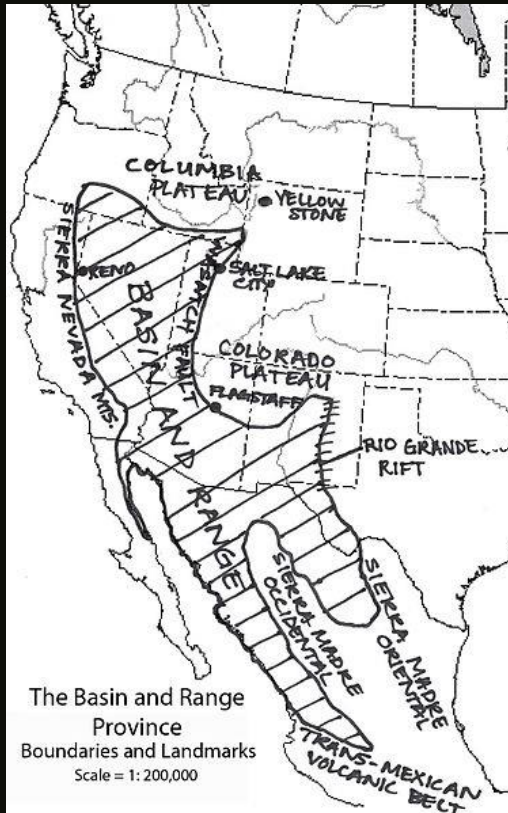 COLUMBIA
PLATEAU
YELLOW
STONE
SIERRA NEVADA MTS.
RENO
WASATCH FAULT
SALT LAKE
CITY
BASIN AND RANGE
COLORADO
PLATEAU
FLAGSTAFF
RIO GRANDE
RIFT
SIERRA MADRE
OCCIDENTAL
SIERRA MADRE
ORIENTAL
TRANS-MEXICAN
VOLCANIC BELT
The Basin and Range
Province
Boundaries and Landmarks
Scale = 1: 200,000